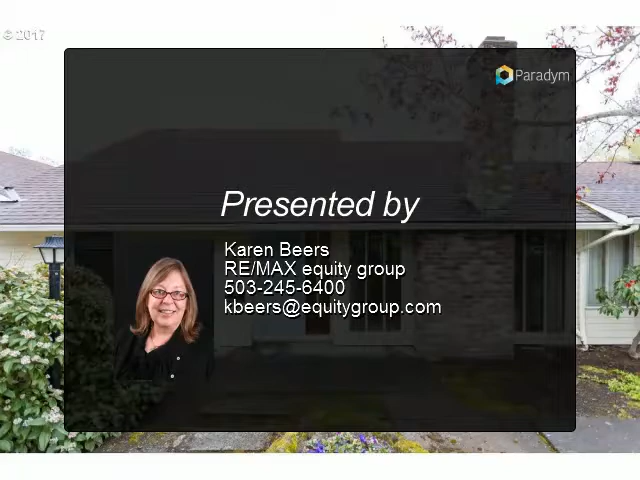 © 2017
Paradym
Presented by
Karen Beers
RE/MAX equity group
503-245-6400
kbeers@equitygroup.com